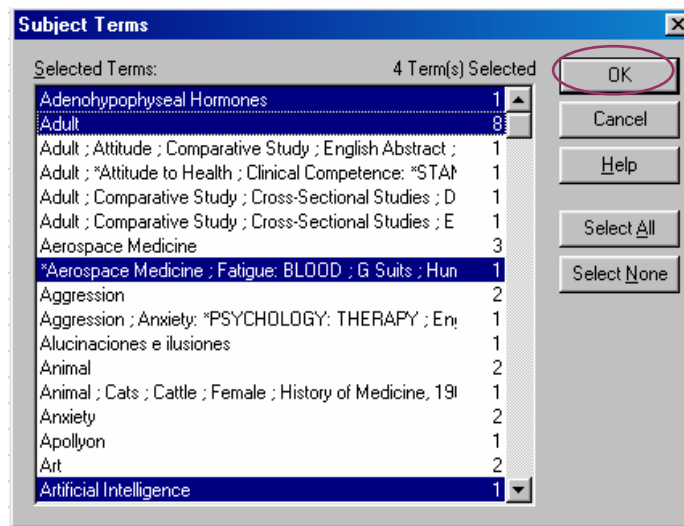 Subject Terms
Selected Terms: 4 Term(s) Selected
Adenohypophyseal Hormones 1
Adult 8
Adult ; Attitude ; Comparative Study ; English Abstract ; 1
Adult ; *Attitude to Health ; Clinical Competence: *STAN 1
Adult ; Comparative Study ; Cross-Sectional Studies ; D 1
Adult ; Comparative Study ; Cross-Sectional Studies ; E 1
Aerospace Medicine 3
*Aerospace Medicine ; Fatigue: BLOOD ; G Suits ; Hun 1
Aggression 2
Aggression ; Anxiety: *PSYCHOLOGY: THERAPY ; En 1
Alucinaciones e ilusiones 1
Animal 2
Animal ; Cats ; Cattle ; Female ; History of Medicine, 19 1
Anxiety 2
Apollyon 1
Art 2
Artificial Intelligence 1
OK
Cancel
Help
Select All
Select None